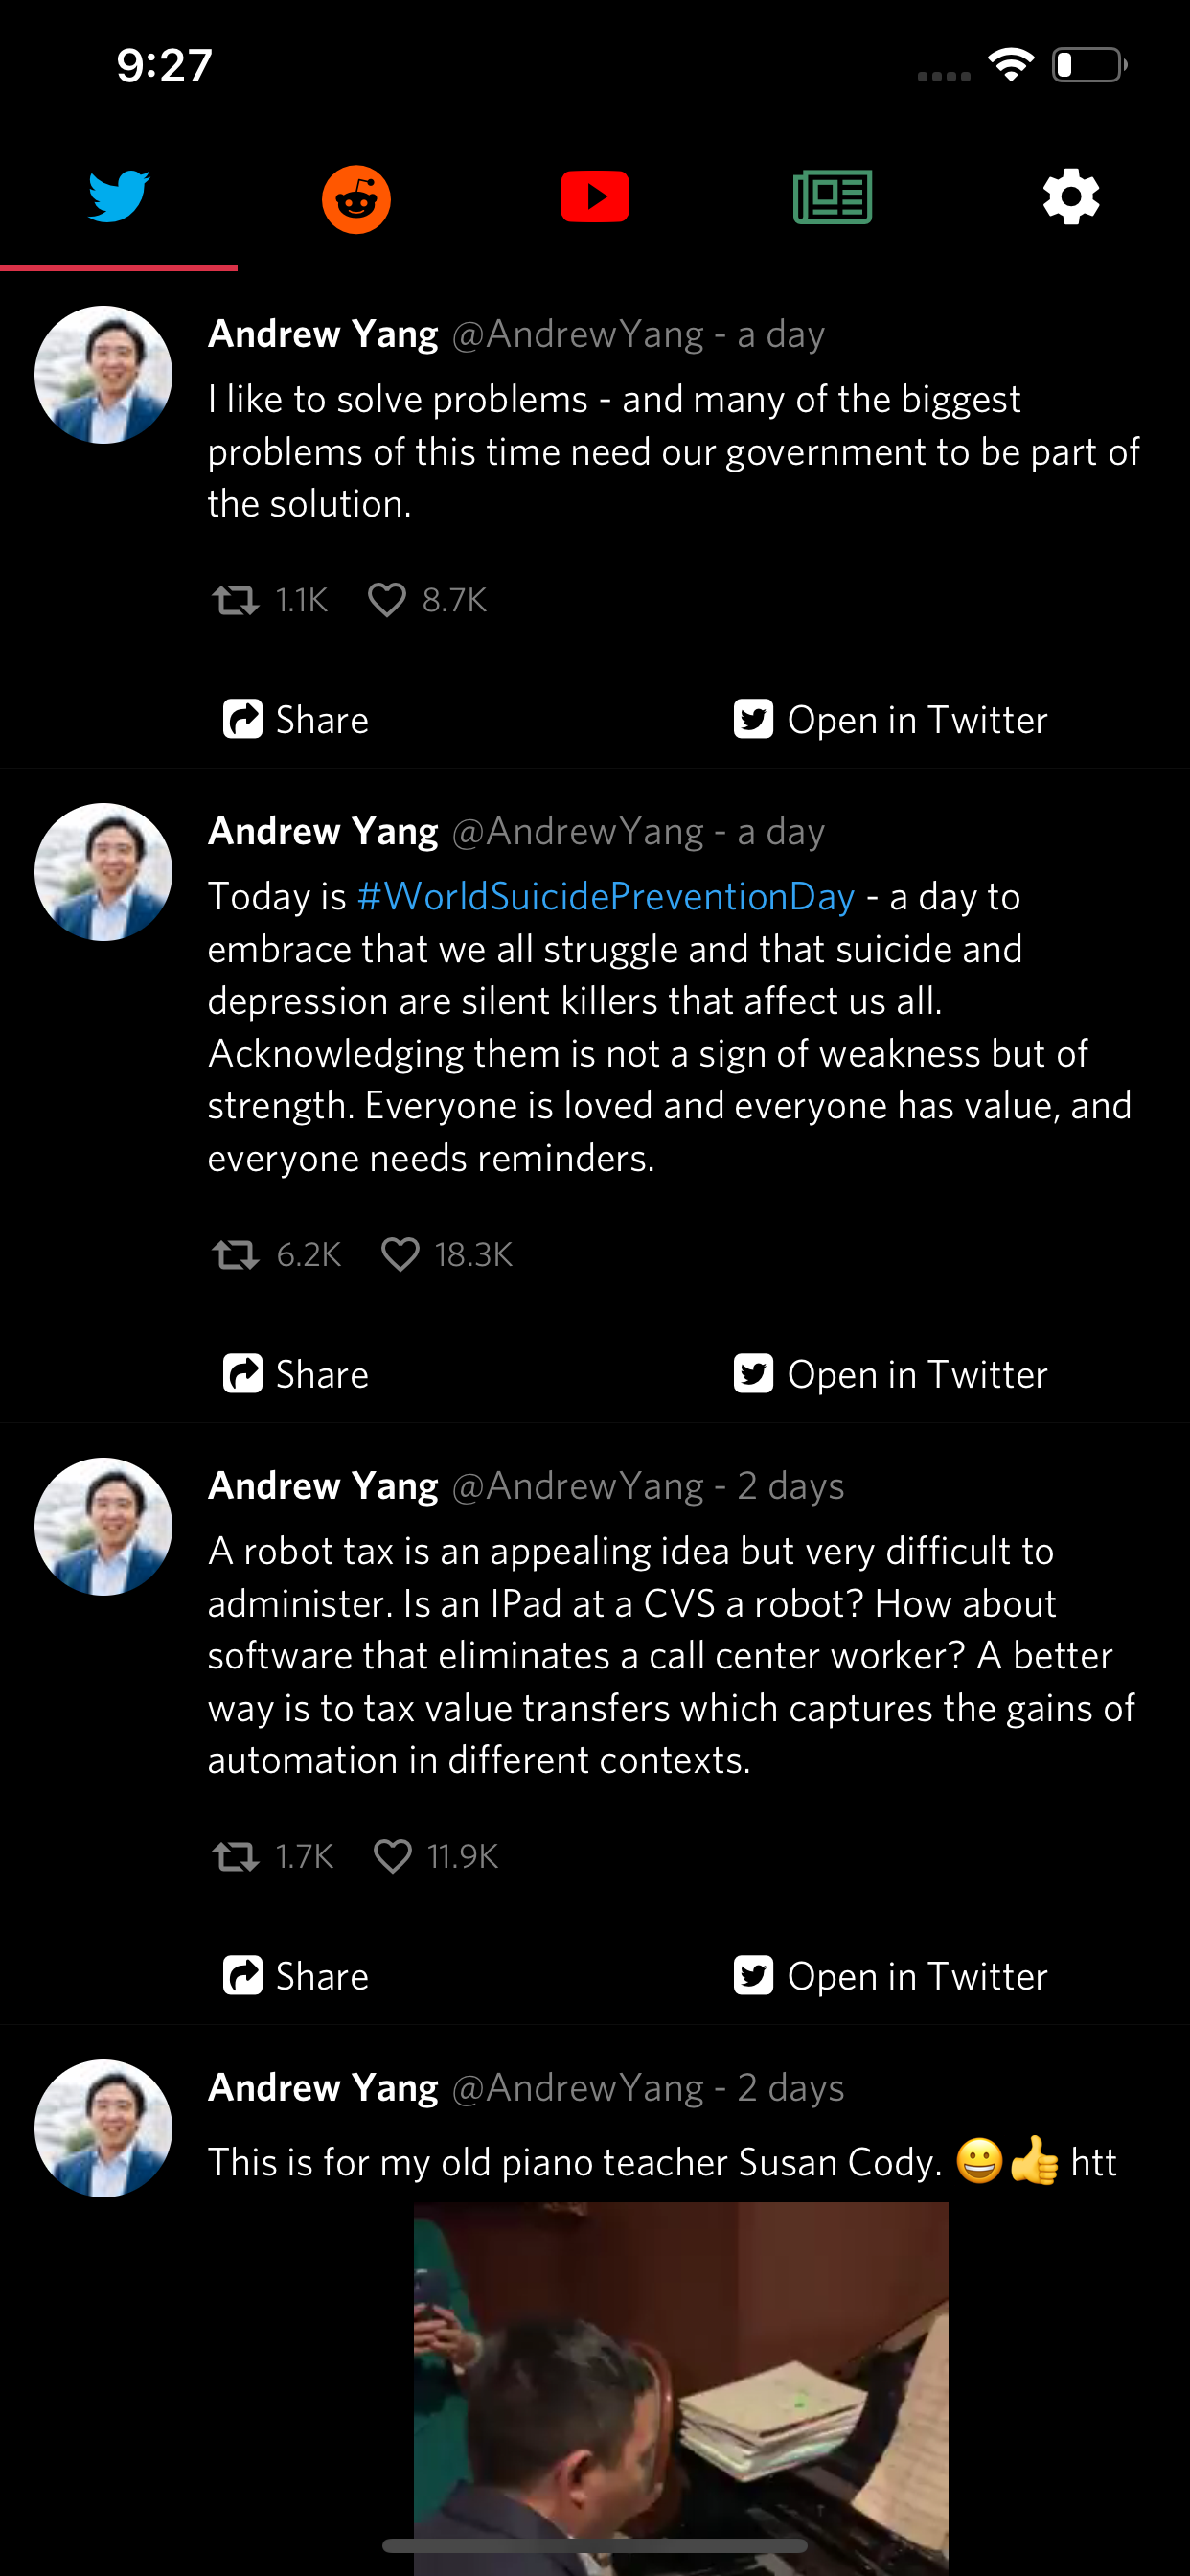 9:27
Andrew Yang @AndrewYang - a day
I like to solve problems - and many of the biggest
problems of this time need our government to be part of
the solution.
1.1K 8.7K
Share Open in Twitter
Andrew Yang @AndrewYang - a day
Today is #WorldSuicidePreventionDay - a day to
embrace that we all struggle and that suicide and
depression are silent killers that affect us all.
Acknowledging them is not a sign of weakness but of
strength. Everyone is loved and everyone has value, and
everyone needs reminders.
6.2K 18.3K
Share Open in Twitter
Andrew Yang @AndrewYang - 2 days
A robot tax is an appealing idea but very difficult to
administer. Is an IPad at a CVS a robot? How about
software that eliminates a call center worker? A better
way is to tax value transfers which captures the gains of
automation in different contexts.
1.7K 11.9K
Share Open in Twitter
Andrew Yang @AndrewYang - 2 days
This is for my old piano teacher Susan Cody. 😀👍 htt